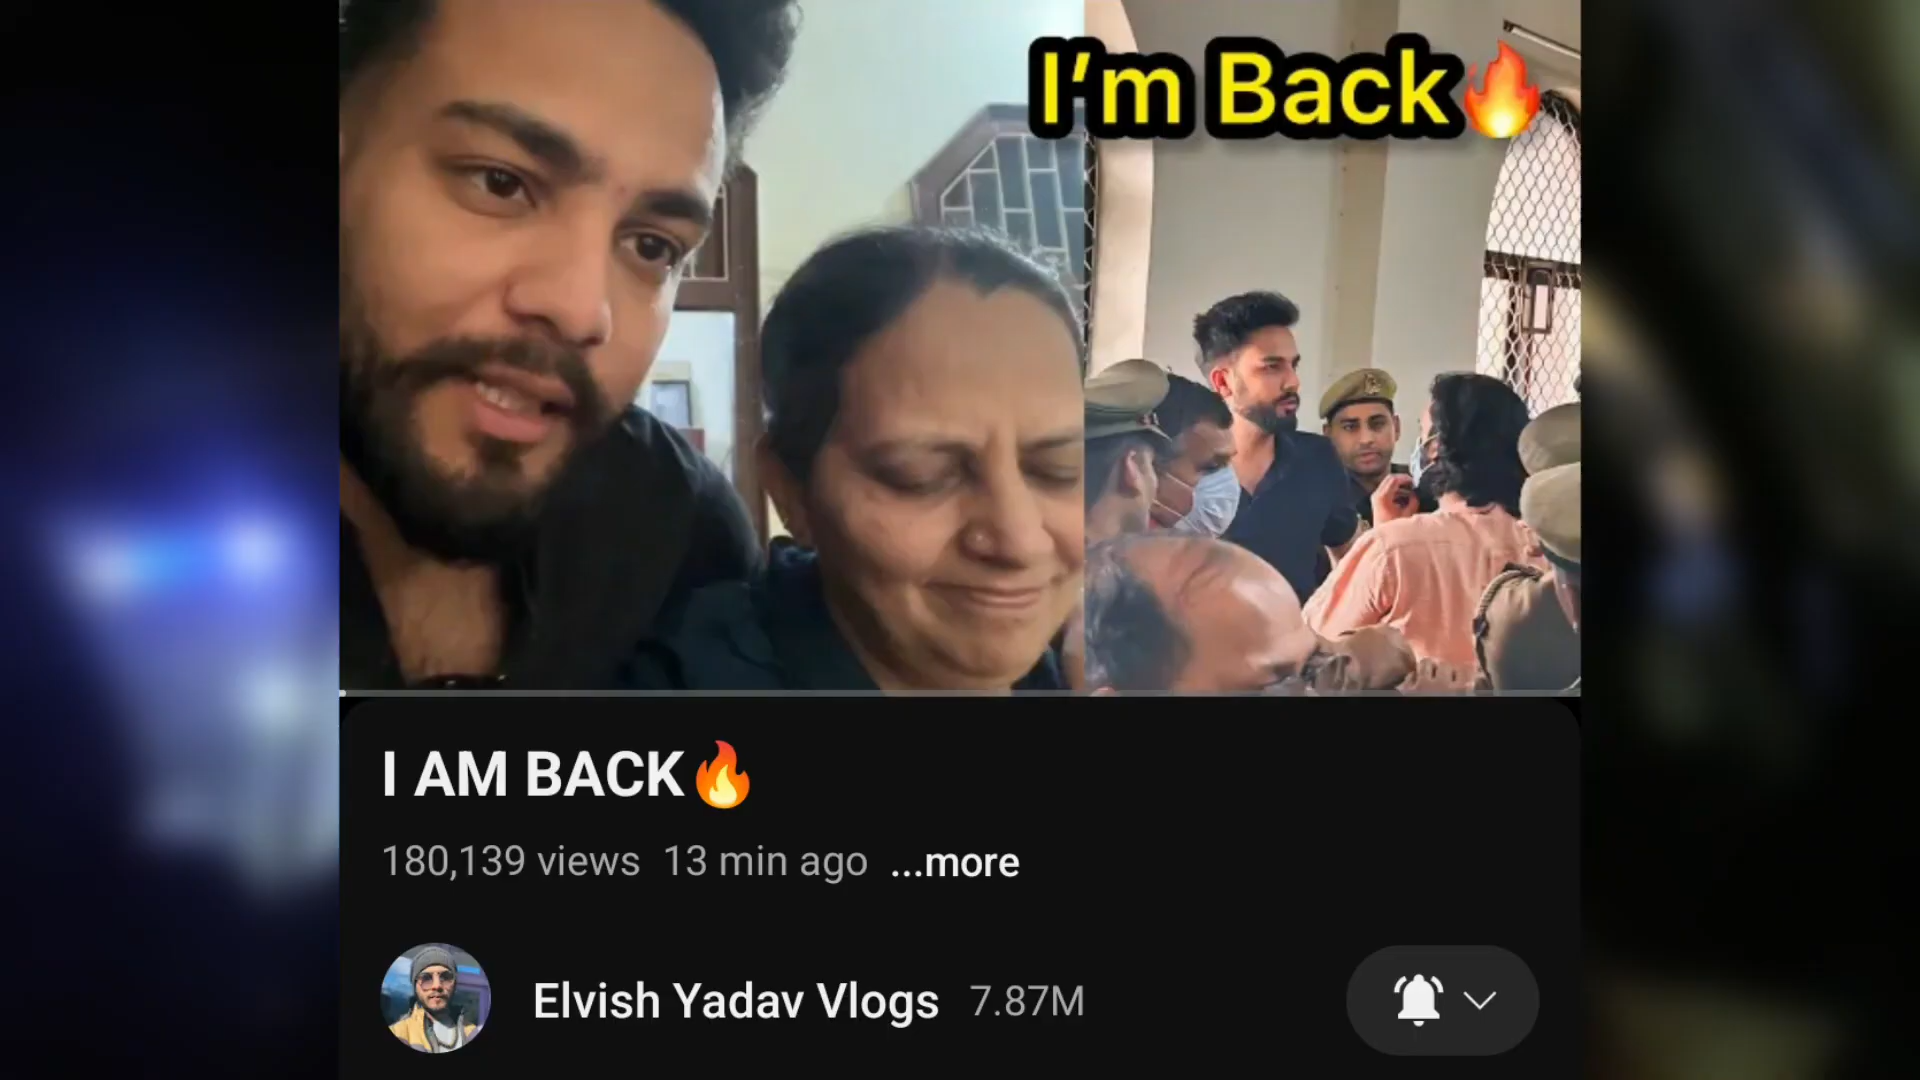 I'm Back🔥
I AM BACK🔥
180,139 views 13 min ago ...more
Elvish Yadav Vlogs 7.87M